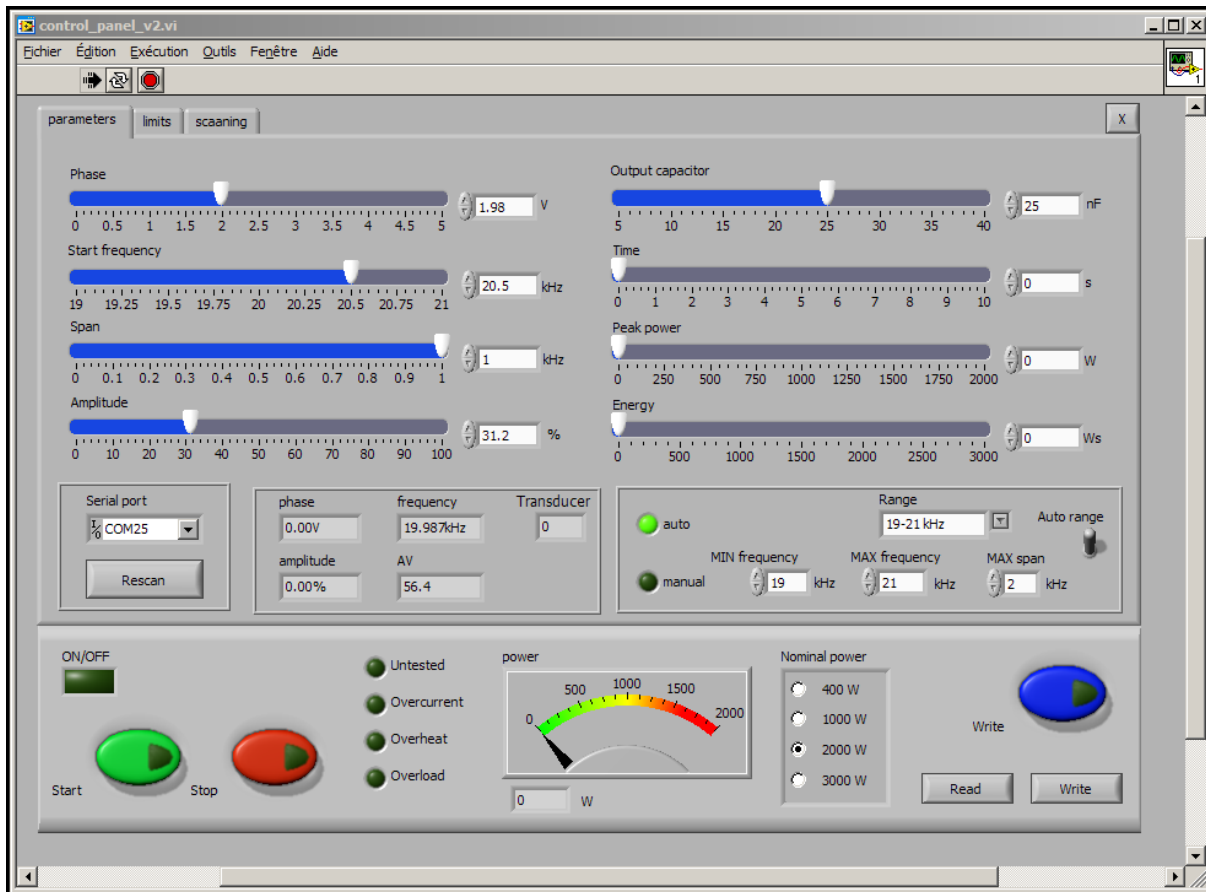 control_panel_v2.vi
Fichier Édition Exécution Outils Fenêtre Aide
1
parameters limits scaaning X
Phase
0 0.5 1 1.5 2 2.5 3 3.5 4 4.5 5
1.98 V
Start frequency
19 19.25 19.5 19.75 20 20.25 20.5 20.75 21
20.5 kHz
Span
0 0.1 0.2 0.3 0.4 0.5 0.6 0.7 0.8 0.9 1
1 kHz
Amplitude
0 10 20 30 40 50 60 70 80 90 100
31.2 %
Output capacitor
5 10 15 20 25 30 35 40
25 nF
Time
0 1 2 3 4 5 6 7 8 9 10
0 s
Peak power
0 250 500 750 1000 1250 1500 1750 2000
0 W
Energy
0 500 1000 1500 2000 2500 3000
0 Ws
Serial port
I/O COM25
Rescan
phase frequency Transducer
0.00V 19.987kHz 0
amplitude AV
0.00% 56.4
auto
manual
Range
19-21 kHz
Auto range
MIN frequency MAX frequency MAX span
19 kHz 21 kHz 2 kHz
ON/OFF
Start Stop
Untested
Overcurrent
Overheat
Overload
power
0 500 1000 1500 2000
0 W
Nominal power
400 W
1000 W
2000 W
3000 W
Write
Read Write